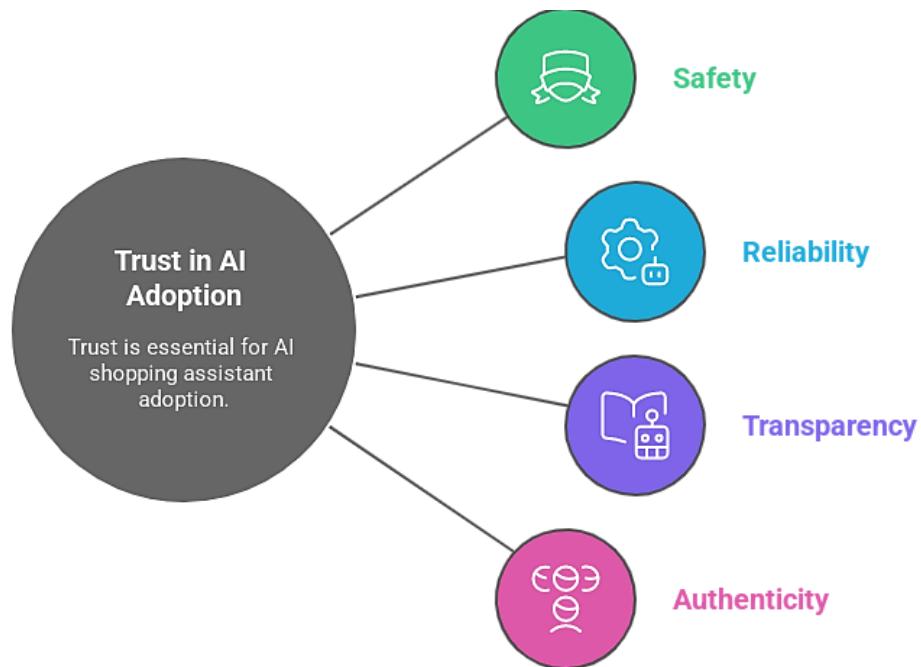 Safety
Reliability
Trust in AI
Adoption
Trust is essential for AI
shopping assistant
adoption.
Transparency
Authenticity